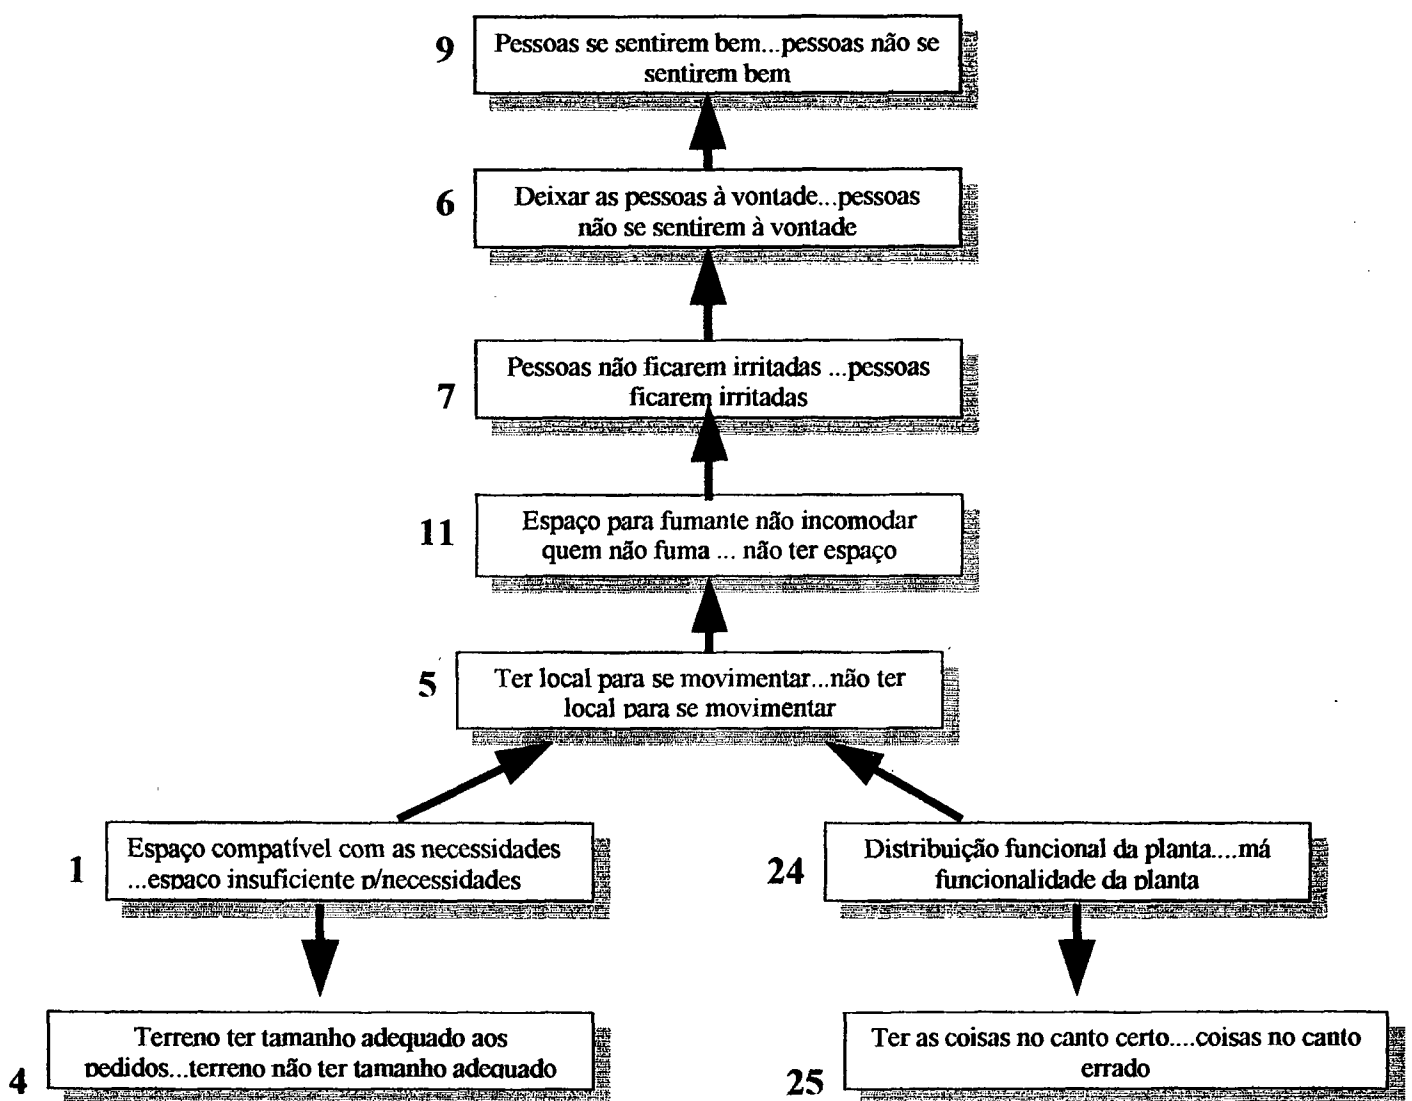 9
Pessoas se sentirem bem...pessoas não se
sentirem bem
6
Deixar as pessoas à vontade...pessoas
não se sentirem à vontade
7
Pessoas não ficarem irritadas ...pessoas
ficarem irritadas
11
Espaço para fumante não incomodar
quem não fuma ... não ter espaço
5
Ter local para se movimentar...não ter
local para se movimentar
1
Espaço compatível com as necessidades
...espaço insuficiente p/necessidades
24
Distribuição funcional da planta....má
funcionalidade da planta
4
Terreno ter tamanho adequado aos
pedidos...terreno não ter tamanho adequado
25
Ter as coisas no canto certo....coisas no canto
errado